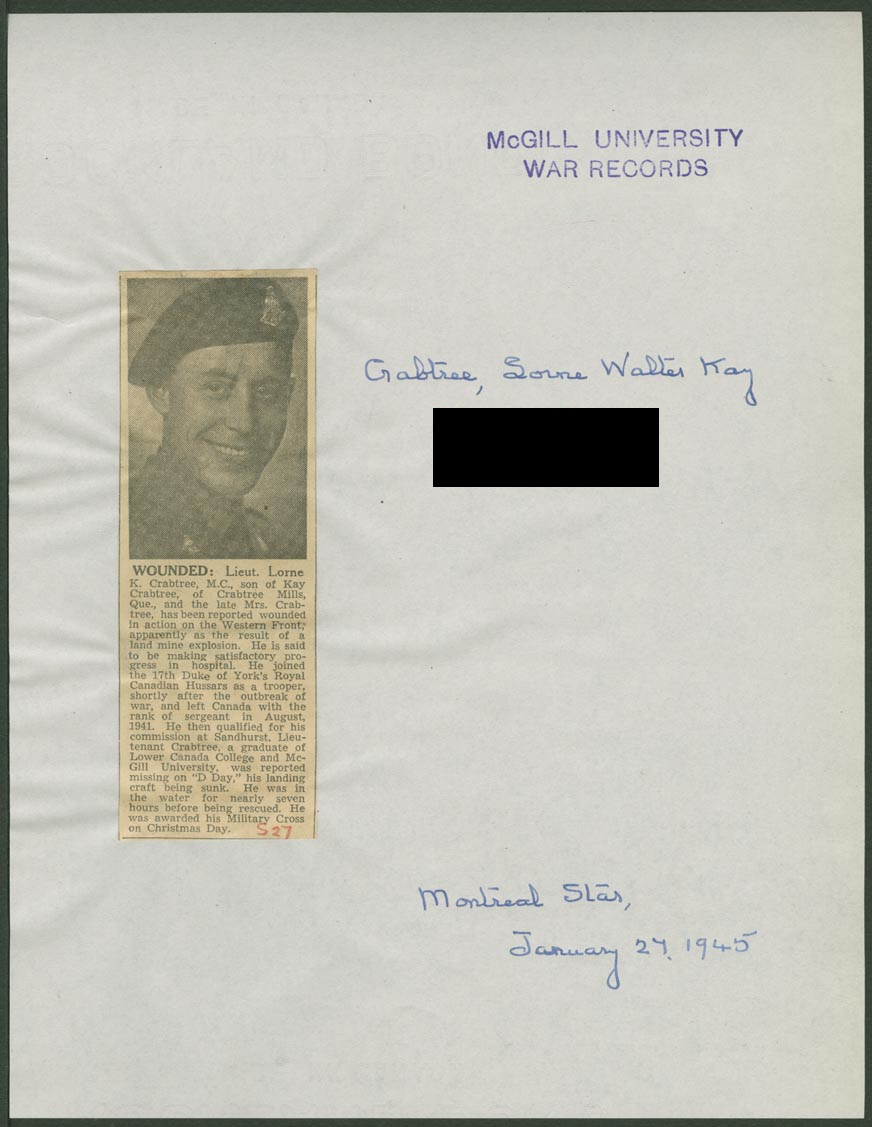 McGILL UNIVERSITY
WAR RECORDS
Crabtree, Lorne Walter Kay
WOUNDED: Lieut. Lorne
K. Crabtree, M.C., son of Kay
Crabtree, of Crabtree Mills,
Que., and the late Mrs. Crab-
tree, has been reported wounded
in action on the Western Front,
apparently as the result of a
land mine explosion. He is said
to be making satisfactory pro-
gress in hospital. He joined
the 17th Duke of York's Royal
Canadian Hussars as a trooper,
shortly after the outbreak of
war, and left Canada with the
rank of sergeant in August,
1941. He then qualified for his
commission at Sandhurst. Lieu-
tenant Crabtree, a graduate of
Lower Canada College and Mc-
Gill University, was reported
missing on "D Day," his landing
craft being sunk. He was in
the water for nearly seven
hours before being rescued. He
was awarded his Military Cross
on Christmas Day.
S27
Montreal Star,
January 27, 1945